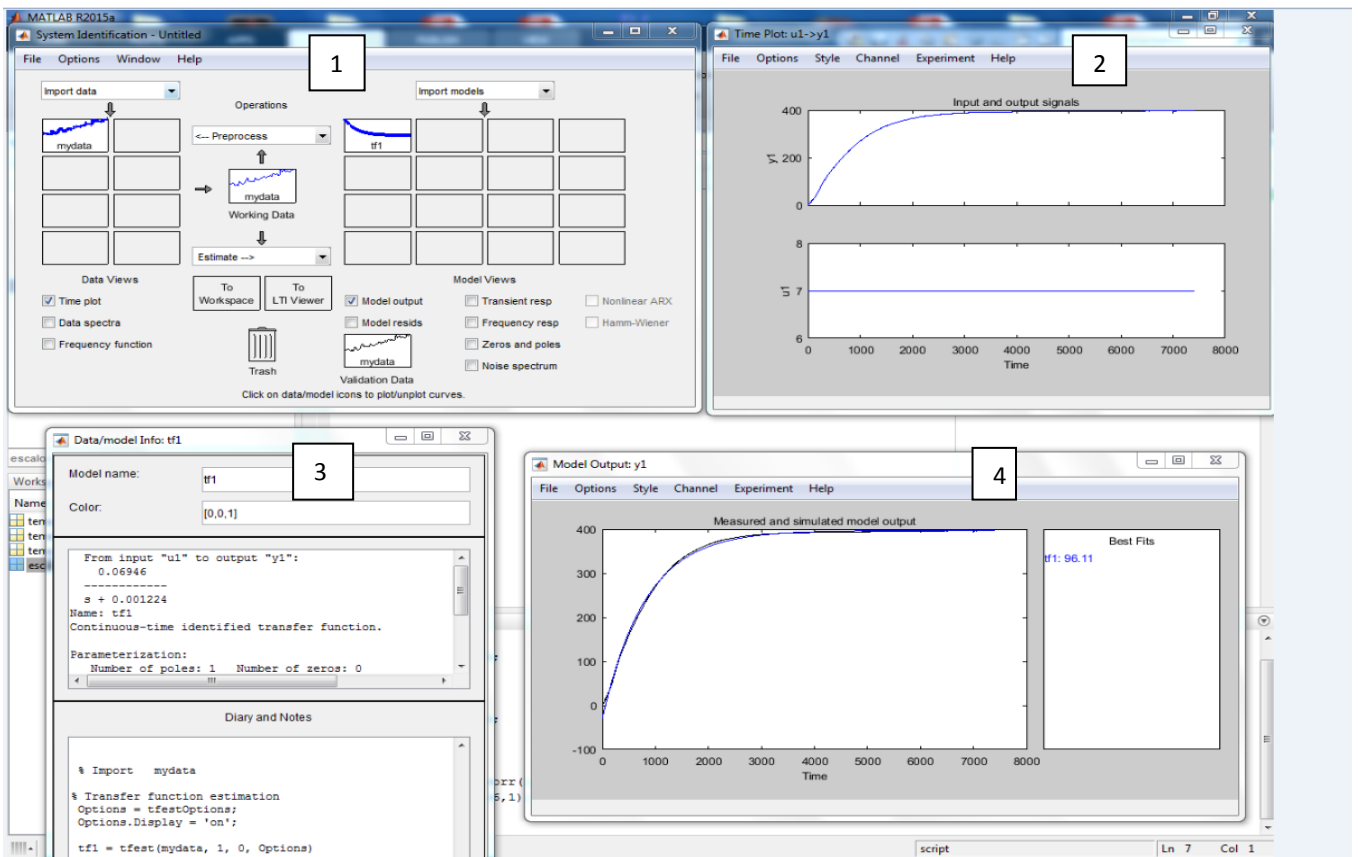 MATLAB R2015a
System Identification - Untitled
1
File Options Window Help
Import data
Import models
Operations
<-- Preprocess
mydata
tf1
mydata
Working Data
Estimate -->
Data Views
Time plot
Data spectra
Frequency function
To Workspace
To LTI Viewer
Trash
Model Views
Model output
Model resids
Transient resp
Frequency resp
Zeros and poles
Noise spectrum
Nonlinear ARX
Hamm-Wiener
mydata
Validation Data
Click on data/model icons to plot/unplot curves.
Time Plot: u1->y1
2
File Options Style Channel Experiment Help
Input and output signals
400
200
0
y1
8
7
6
u1
0 1000 2000 3000 4000 5000 6000 7000 8000
Time
escalo
Works
Name
ten
ten
ten
esc
Data/model Info: tf1
3
Model name:
tf1
Color:
[0,0,1]
From input "u1" to output "y1":
0.06946
------------
s + 0.001224
Name: tf1
Continuous-time identified transfer function.
Parameterization:
Number of poles: 1 Number of zeros: 0
Diary and Notes
% Import mydata
% Transfer function estimation
Options = tfestOptions;
Options.Display = 'on';
tf1 = tfest(mydata, 1, 0, Options)
orr(
6,1)
Model Output: y1
4
File Options Style Channel Experiment Help
Measured and simulated model output
400
300
200
100
0
-100
0 1000 2000 3000 4000 5000 6000 7000 8000
Time
Best Fits
tf1: 96.11
script
Ln 7 Col 1